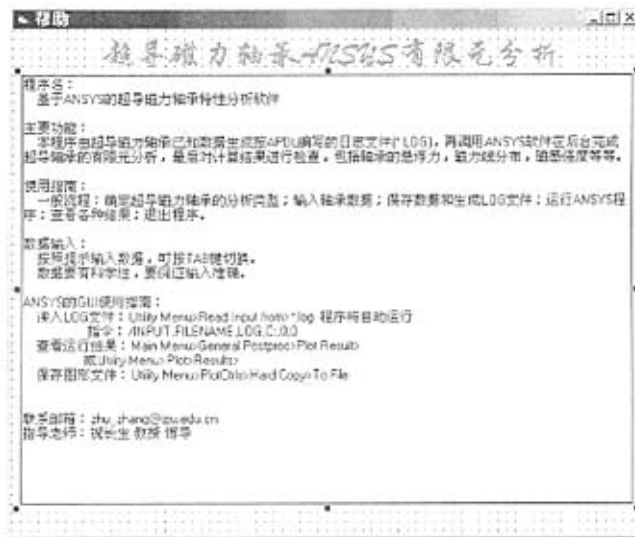 帮助
超导磁力轴承ANSYS有限元分析
程序名：
基于ANSYS的超导磁力轴承特性分析软件
主要功能：
本程序由超导磁力轴承已知数据生成按APDL编写的日志文件(*.LOG)，再调用ANSYS软件在后台完成
超导轴承的有限元分析，最后对计算结果进行检查，包括轴承的悬浮力，磁力线分布，磁感强度等等。
使用指南：
一般流程：确定超导磁力轴承的分析类型；输入轴承数据；保存数据和生成LOG文件；运行ANSYS程
序；查看各种结果；退出程序。
数据输入：
按照提示输入数据，可按TAB键切换。
数据要有科学性，要保证输入准确。
ANSYS的GUI使用指南：
读入LOG文件：Utility Menu>Read Input from> *.log 程序将自动运行
指令：/INPUT,FILENAME,LOG,C:,0,0
查看运行结果：Main Menu>General Postproc>Plot Results
或Utility Menu> Plot>Results>
保存图形文件：Utility Menu>PlotCtrls>Hard Copy>To File
联系邮箱：
指导老师：祝长生 教授 博导